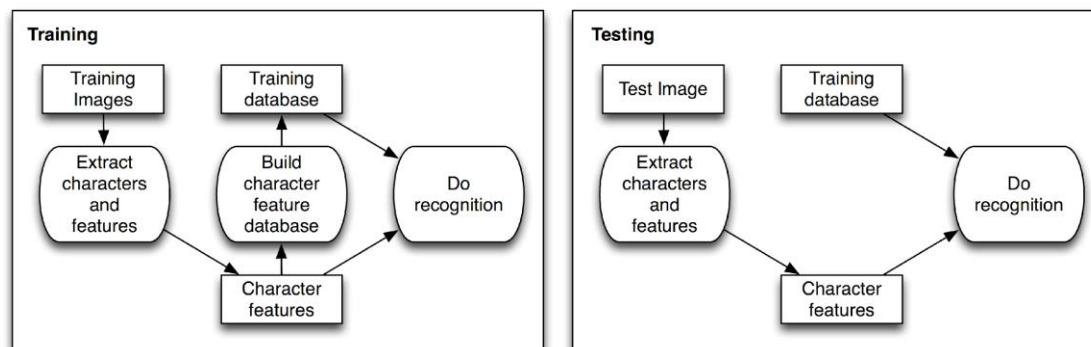 Training
Training
Images
Training
database
Extract
characters
and
features
Build
character
feature
database
Do
recognition
Character
features
Testing
Test Image
Training
database
Extract
characters
and
features
Do
recognition
Character
features